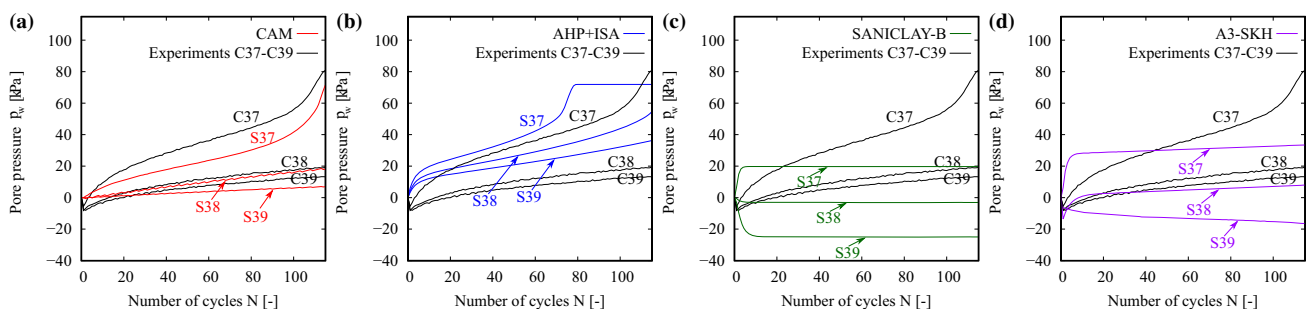 (a)
CAM
Experiments C37-C39
Pore pressure p_w [kPa]
100
80
60
40
20
0
−20
−40
C37
S37
C38
C39
S38
S39
0 20 40 60 80 100
Number of cycles N [-]
(b)
AHP+ISA
Experiments C37-C39
Pore pressure p_w [kPa]
100
80
60
40
20
0
−20
−40
S37
C37
C38
C39
S38
S39
0 20 40 60 80 100
Number of cycles N [-]
(c)
SANICLAY-B
Experiments C37-C39
Pore pressure p_w [kPa]
100
80
60
40
20
0
−20
−40
C37
C38
S37
C39
S38
S39
0 20 40 60 80 100
Number of cycles N [-]
(d)
A3-SKH
Experiments C37-C39
Pore pressure p_w [kPa]
100
80
60
40
20
0
−20
−40
C37
S37
C38
C39
S38
S39
0 20 40 60 80 100
Number of cycles N [-]